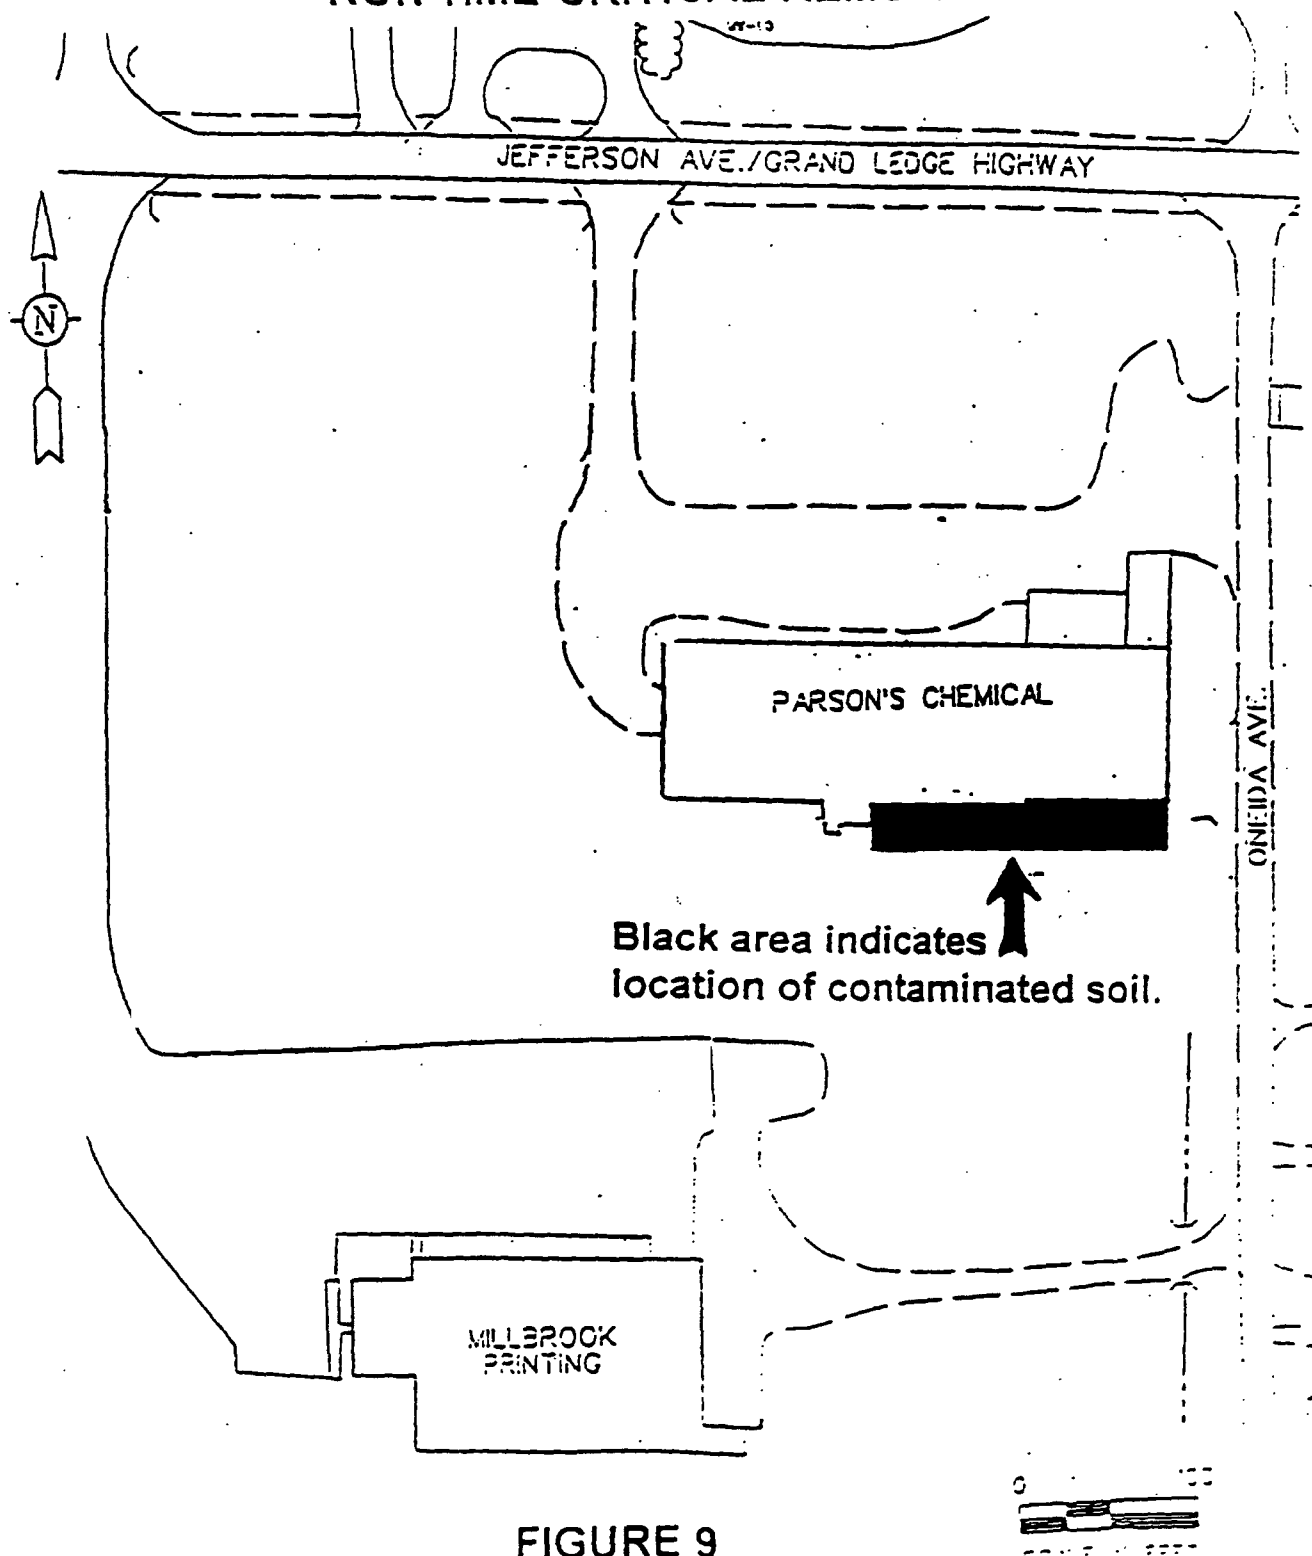 JEFFERSON AVE./GRAND LEDGE HIGHWAY
N
PARSON'S CHEMICAL
ONEIDA AVE.
Black area indicates
location of contaminated soil.
MILLBROOK
PRINTING
0
FIGURE 9